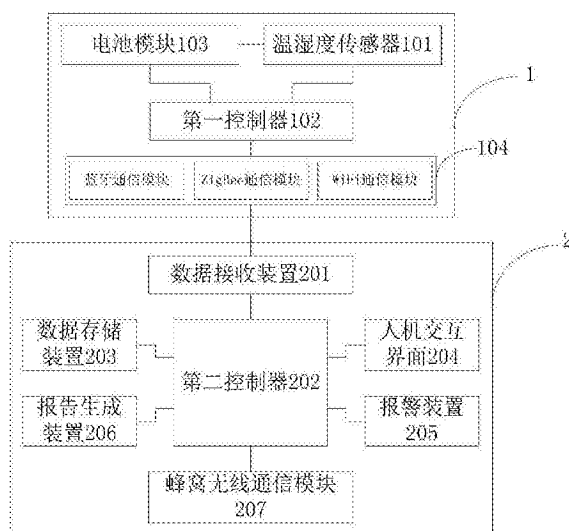 电池模块103
温湿度传感器101
1
第一控制器102
104
蓝牙通信模块
ZigBee通信模块
WiFi通信模块
2
数据接收装置201
数据存储
装置203
人机交互
界面204
第二控制器202
报告生成
装置206
报警装置
205
蜂窝无线通信模块
207